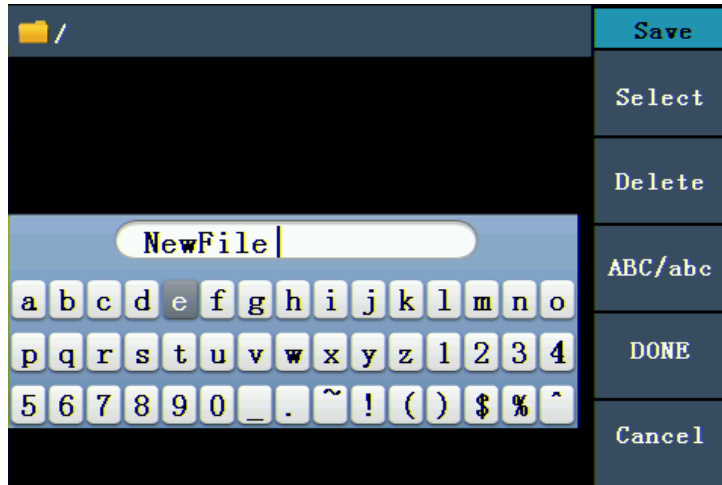 /
Save
Select
Delete
NewFile
ABC/abc
a b c d e f g h i j k l m n o
p q r s t u v w x y z 1 2 3 4
DONE
5 6 7 8 9 0 _ . ~ ! ( ) $ % ^
Cancel